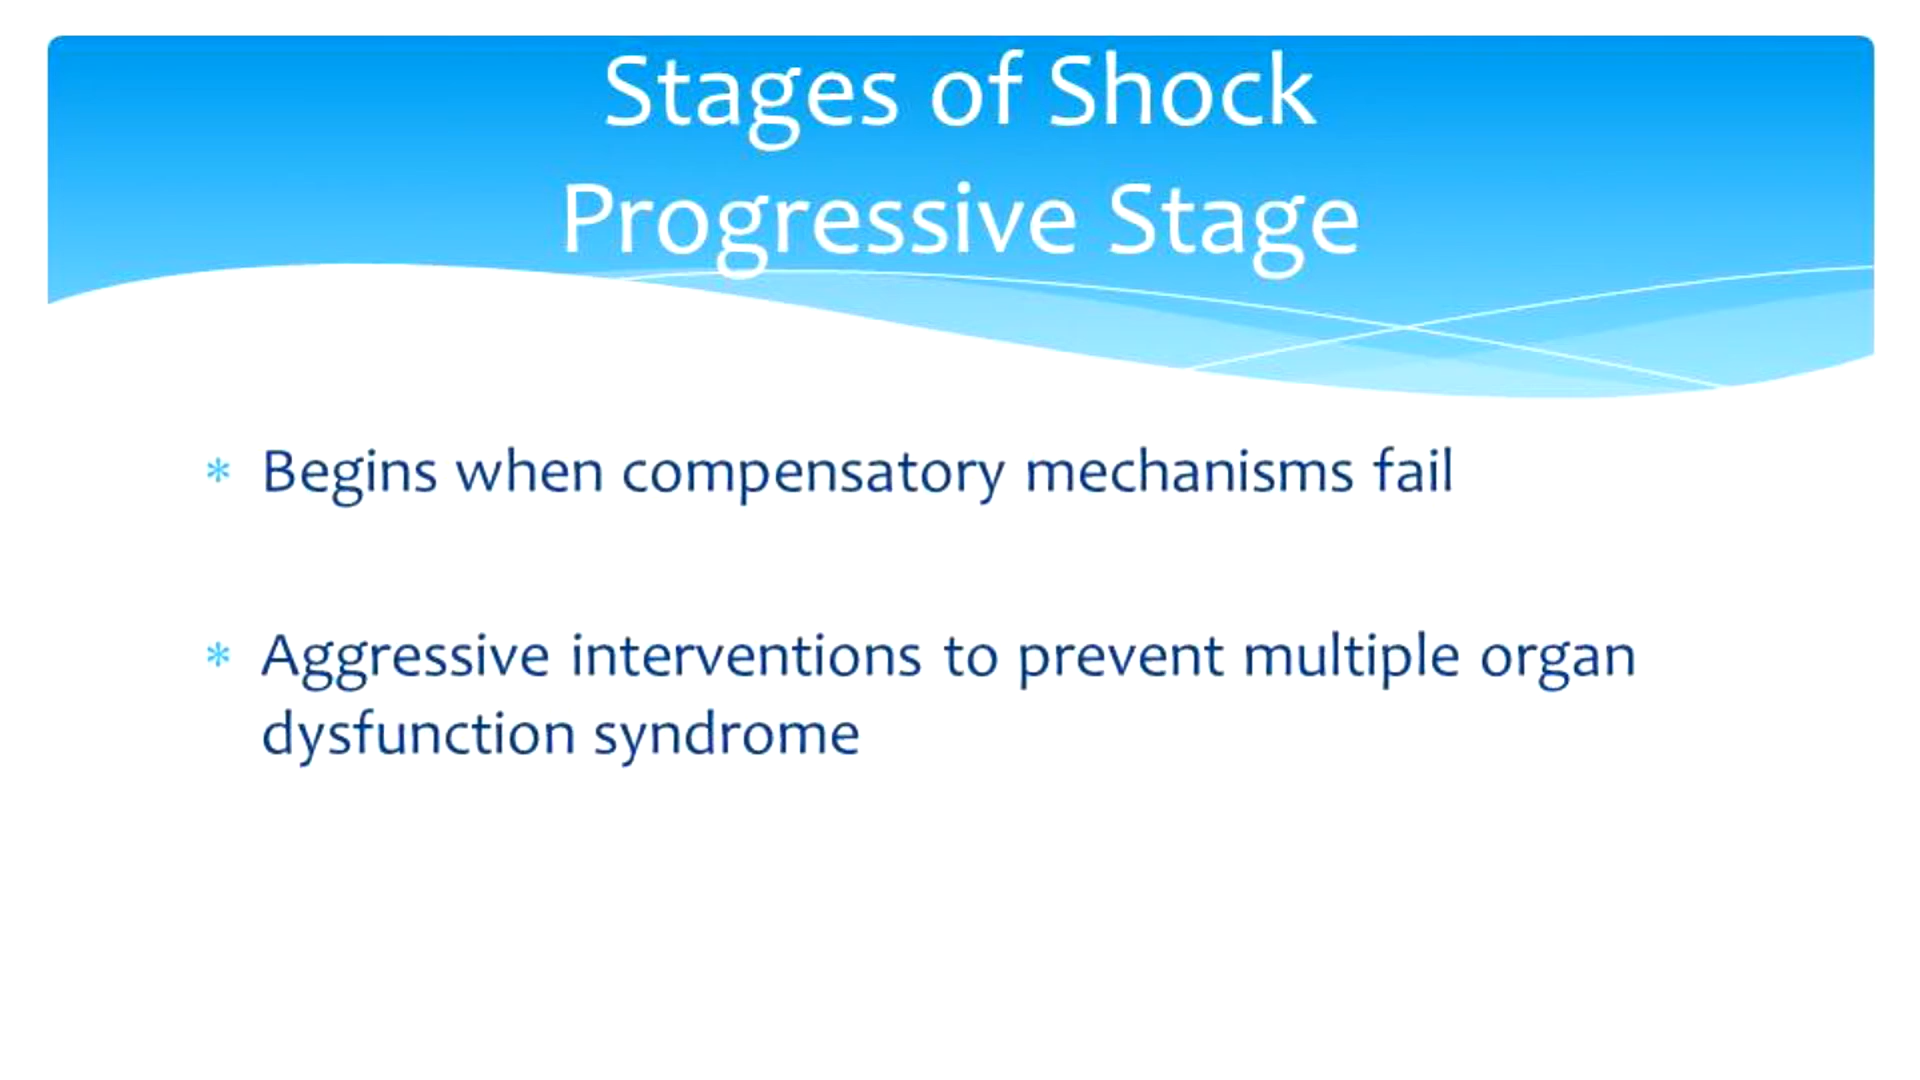 Stages of Shock
Progressive Stage
* Begins when compensatory mechanisms fail
* Aggressive interventions to prevent multiple organ
dysfunction syndrome